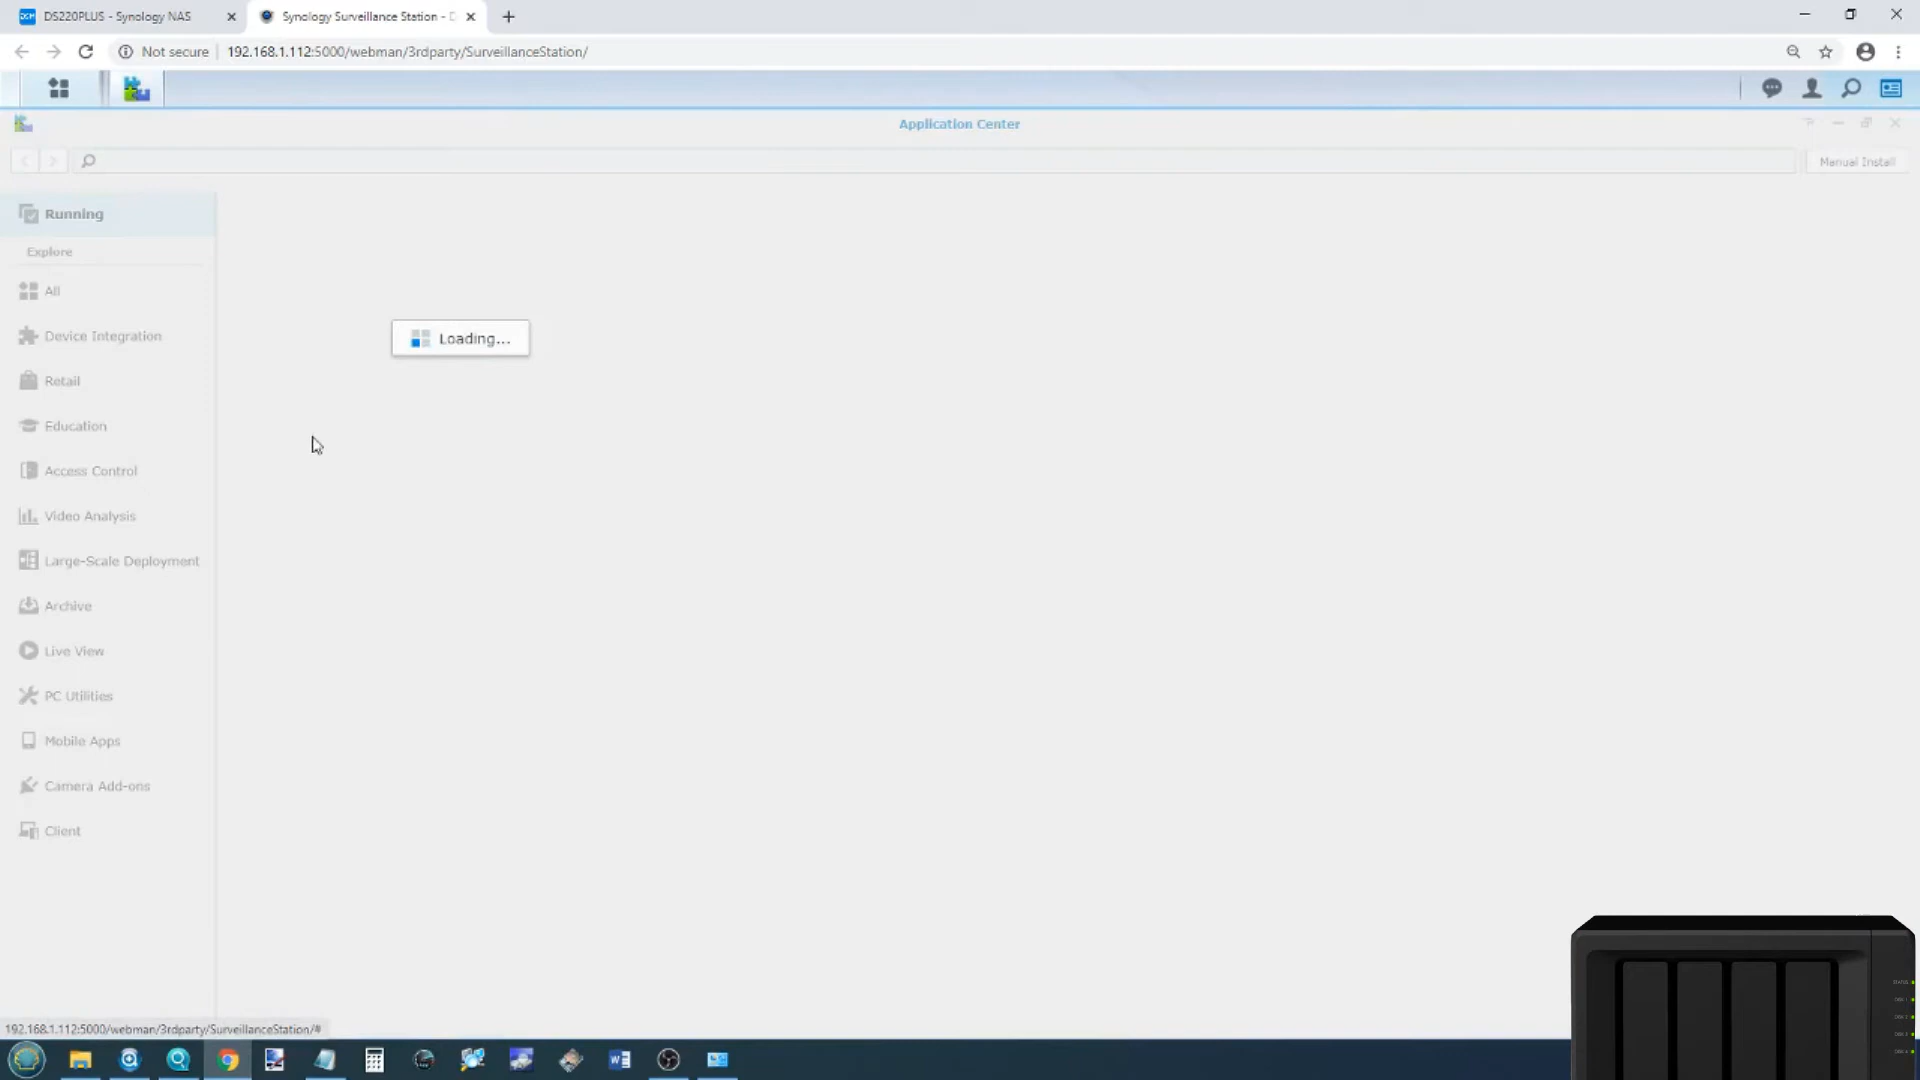 DS220PLUS - Synology NAS
Synology Surveillance Station -
Not secure
192.168.1.112:5000/webman/3rdparty/SurveillanceStation/
Application Center
Manual Install
Running
Explore
All
Device Integration
Retail
Education
Access Control
Video Analysis
Large-Scale Deployment
Archive
Live View
PC Utilities
Mobile Apps
Camera Add-ons
Client
Loading...
192.168.1.112:5000/webman/3rdparty/SurveillanceStation/#